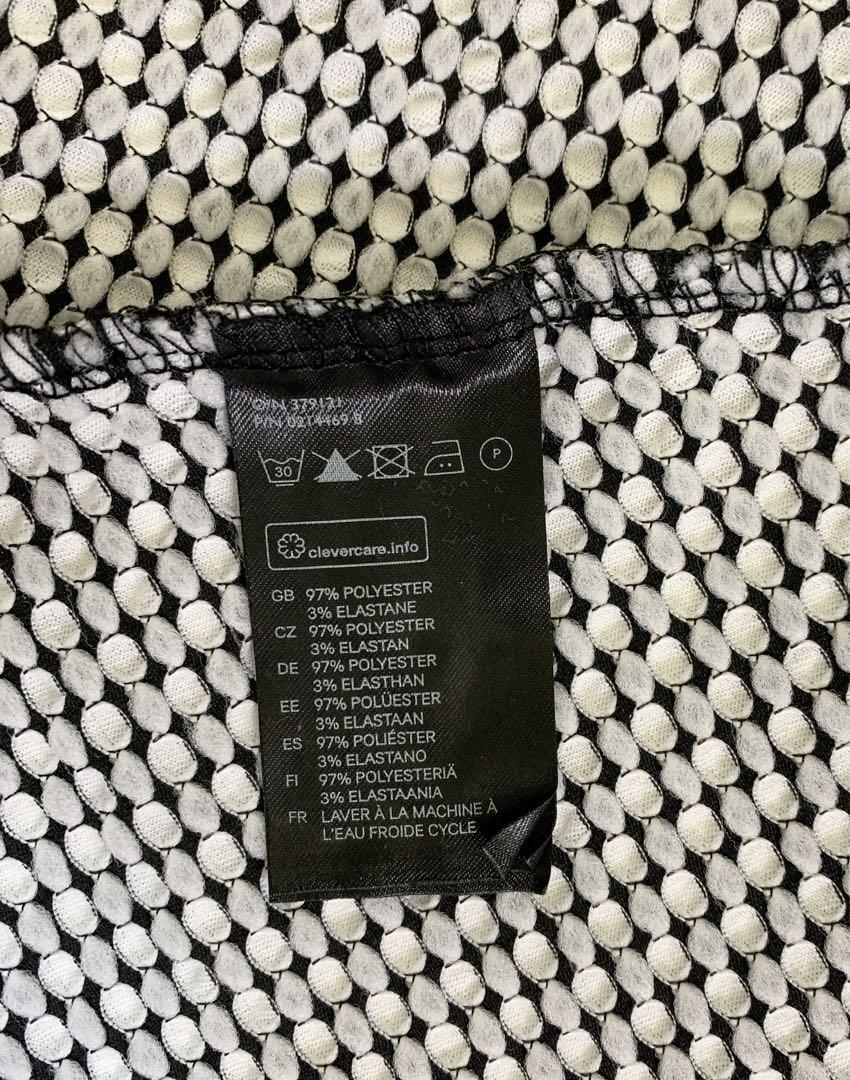 O/N 379121
P/N 0214469 8
30
P
clevercare.info
GB 97% POLYESTER
3% ELASTANE
CZ 97% POLYESTER
3% ELASTAN
DE 97% POLYESTER
3% ELASTHAN
EE 97% POLÜESTER
3% ELASTAAN
ES 97% POLIÉSTER
3% ELASTANO
FI 97% POLYESTERIÄ
3% ELASTAANIA
FR LAVER À LA MACHINE À
L'EAU FROIDE CYCLE